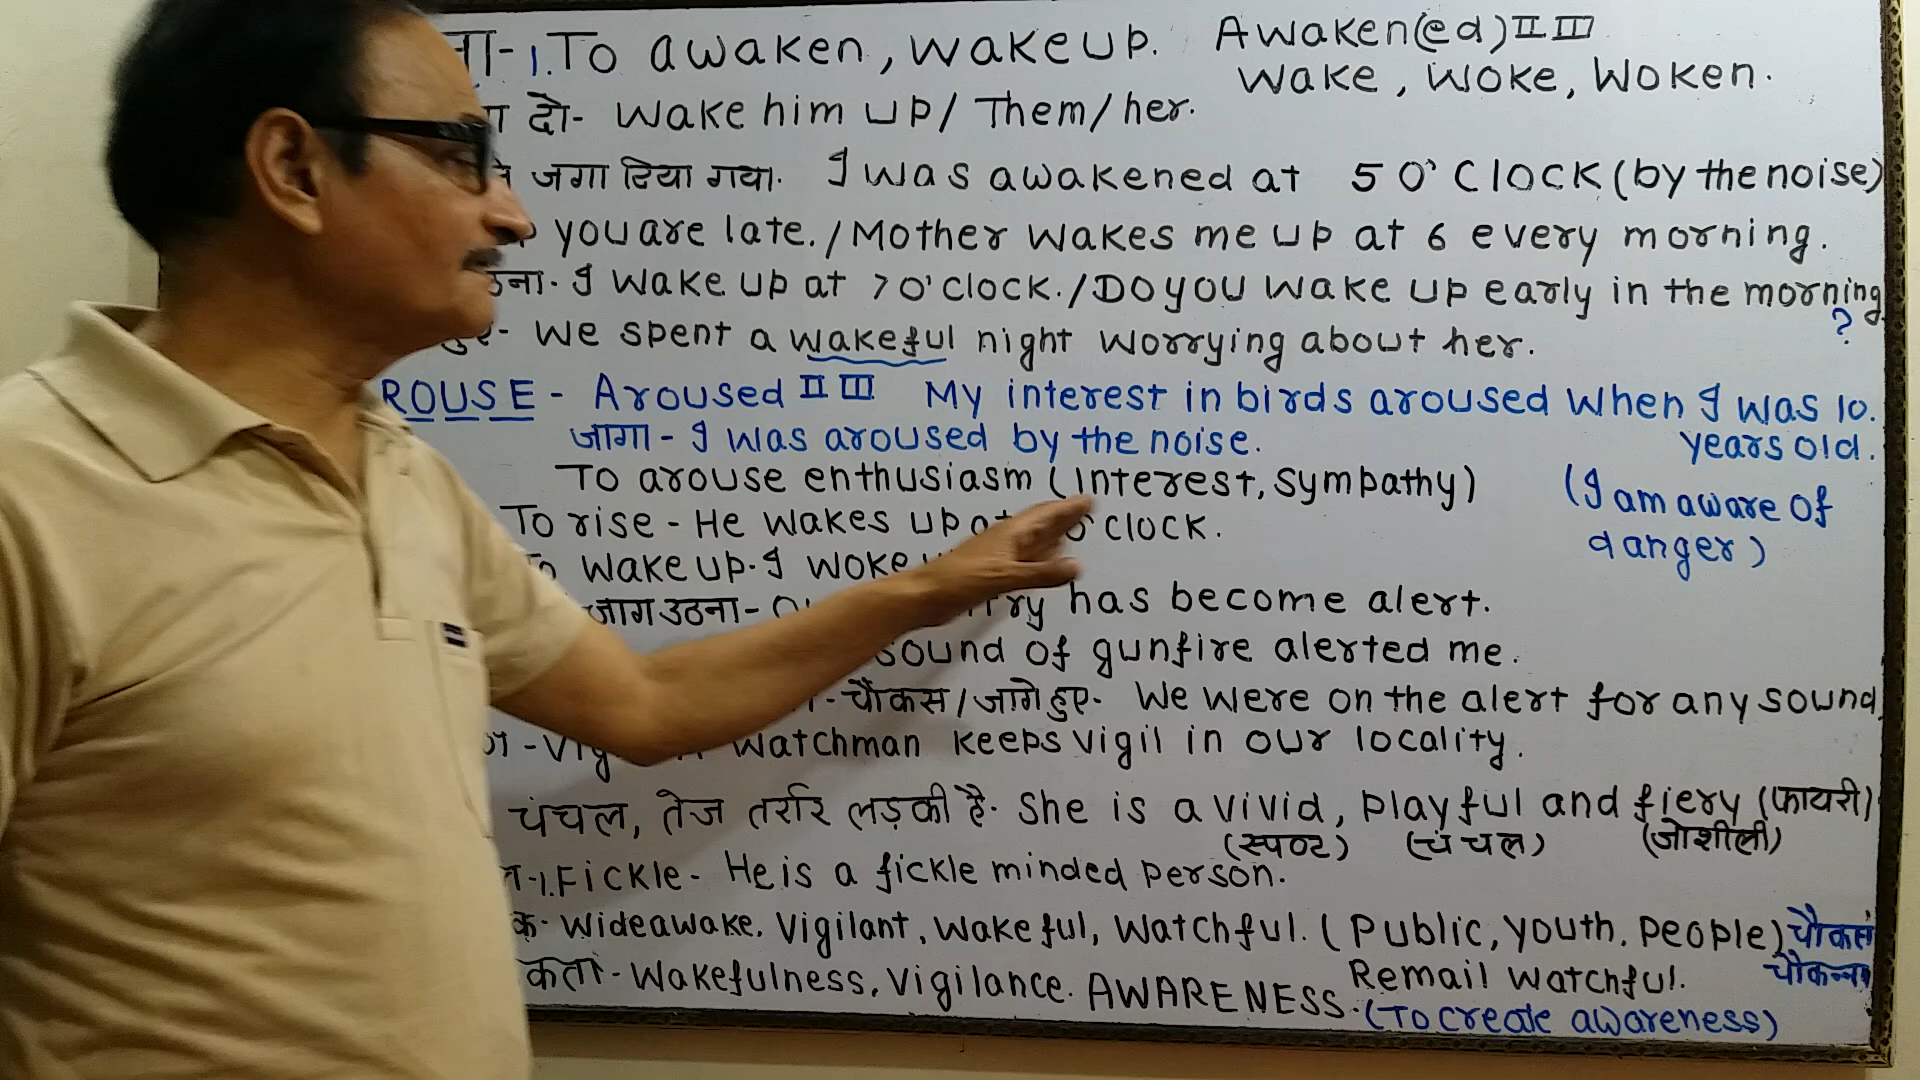 ना- 1. To awaken, wake up. Awaken(ed) II III
Wake, Woke, Woken.
दो- Wake him up/ Them/ her.
जगा दिया गया. I was awakened at 5 O'Clock (by the noise)
you are late. / Mother wakes me up at 6 every morning.
उठना. I wake up at 7 O'Clock. / Do you wake up early in the morning?
हुए- We spent a wakeful night worrying about her.
ROUSE - Aroused II III My interest in birds aroused when I was 10. years old.
जागा - I was aroused by the noise.
To arouse enthusiasm (Interest, sympathy) (I am aware of danger)
To rise - He wakes up O'clock.
wake up. I woke
जाग उठना- has become alert.
sound of gunfire alerted me.
- चौकस / जागे हुए. We were on the alert for any sound.
watchman keeps vigil in our locality.
चंचल, तेज तर्रार लड़की है. She is a vivid, playful and fiery (फायरी)
(स्पष्ट) (चंचल) (जोशीली)
-1. Fickle - He is a fickle minded person.
क- Wideawake, Vigilant, Wakeful, Watchful. (Public, youth, people) चौकस
कता - Wakefulness, Vigilance. AWARENESS. Remail watchful. चौकन्ना
(To create awareness)